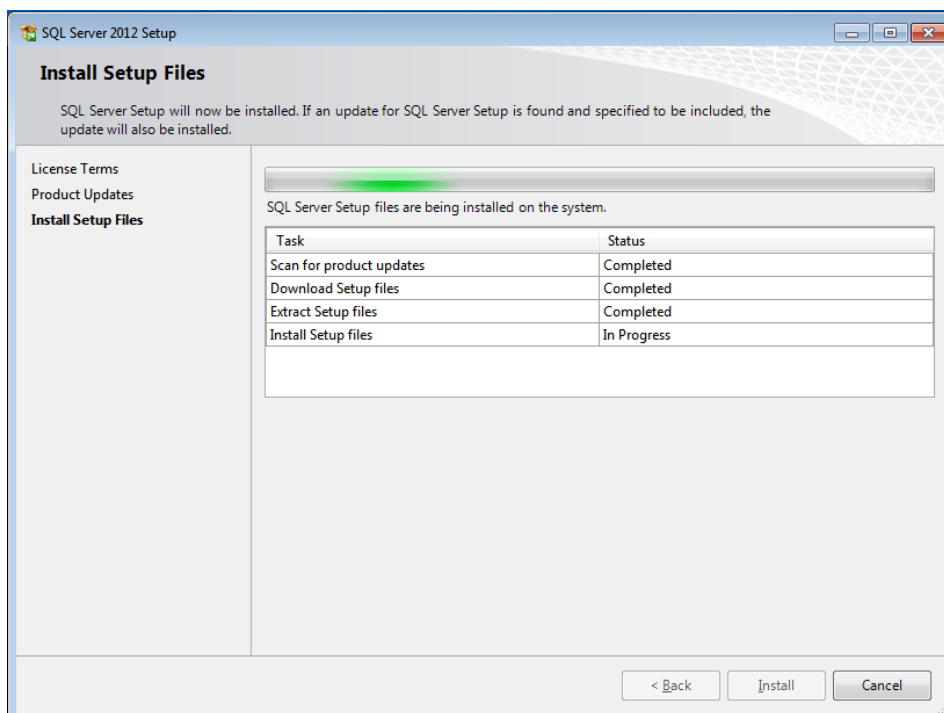 SQL Server 2012 Setup
Install Setup Files
SQL Server Setup will now be installed. If an update for SQL Server Setup is found and specified to be included, the
update will also be installed.
License Terms
Product Updates
Install Setup Files
SQL Server Setup files are being installed on the system.
Task Status
Scan for product updates Completed
Download Setup files Completed
Extract Setup files Completed
Install Setup files In Progress
< Back Install Cancel